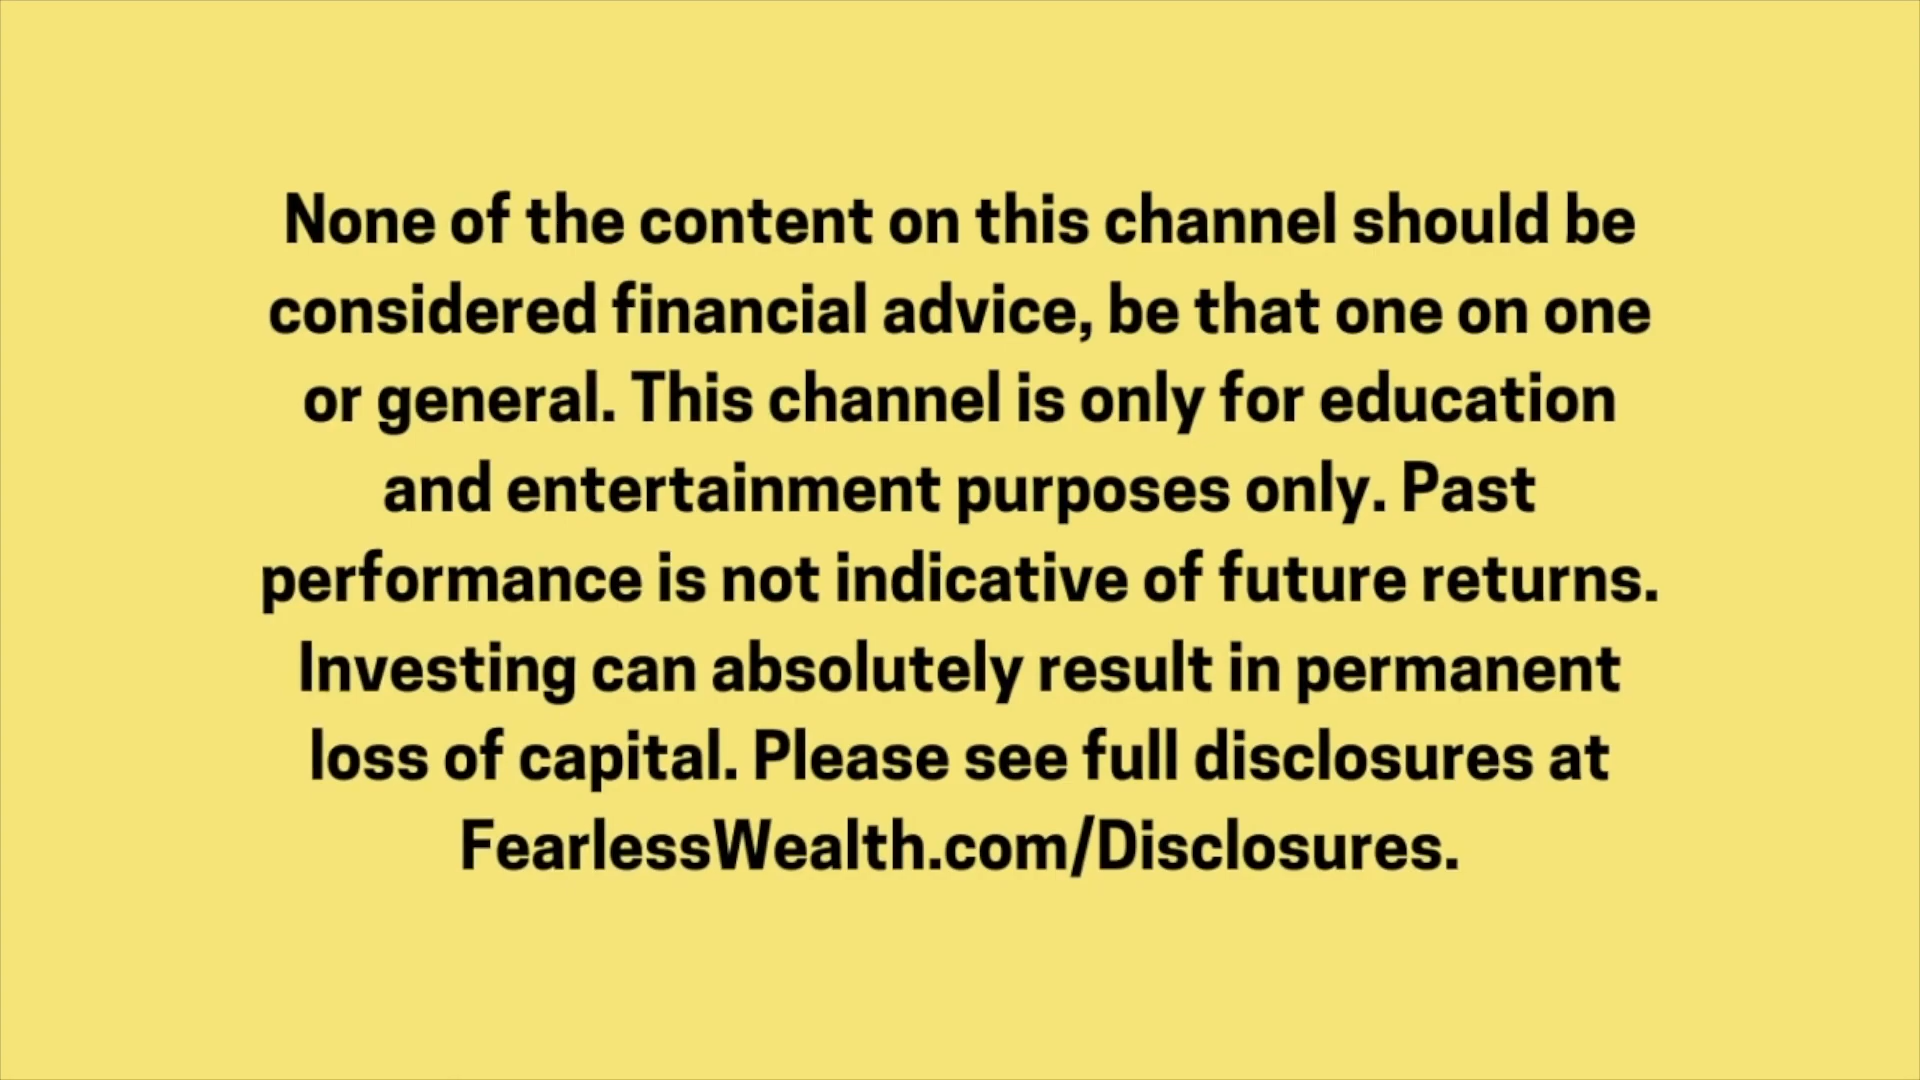 None of the content on this channel should be
considered financial advice, be that one on one
or general. This channel is only for education
and entertainment purposes only. Past
performance is not indicative of future returns.
Investing can absolutely result in permanent
loss of capital. Please see full disclosures at
FearlessWealth.com/Disclosures.